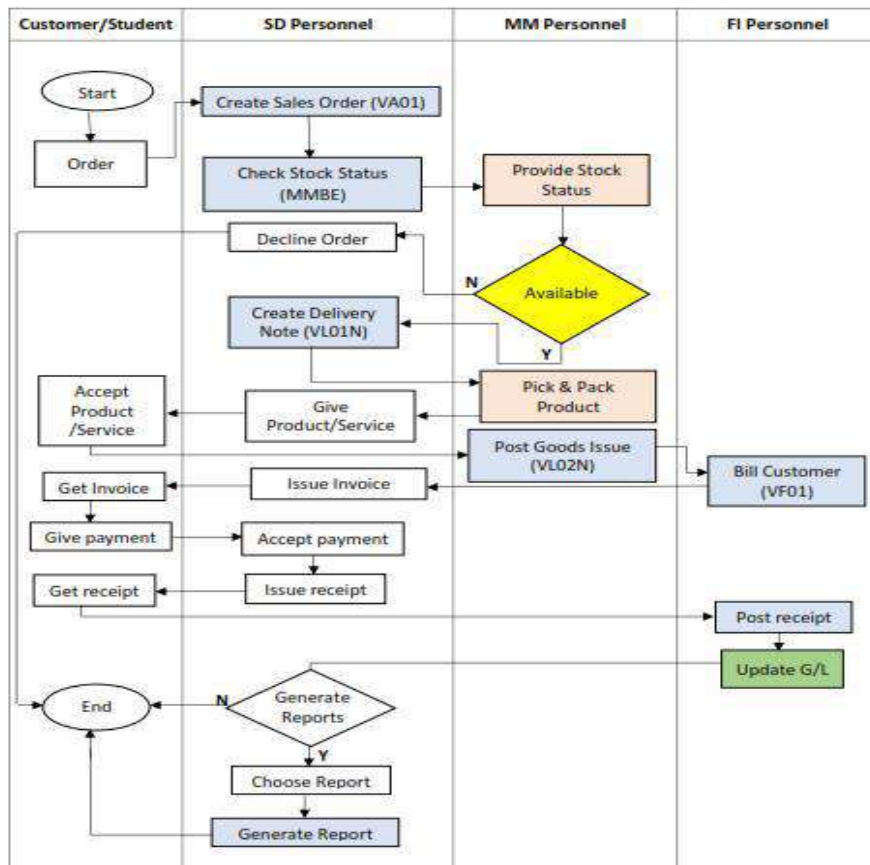 Customer/Student
SD Personnel
MM Personnel
FI Personnel
Start
Create Sales Order (VA01)
Order
Check Stock Status
(MMBE)
Provide Stock
Status
Decline Order
N
Available
Create Delivery
Note (VL01N)
Y
Accept
Product
/Service
Give
Product/Service
Pick & Pack
Product
Post Goods Issue
(VL02N)
Bill Customer
(VF01)
Get Invoice
Issue Invoice
Give payment
Accept payment
Get receipt
Issue receipt
Post receipt
Update G/L
End
N
Generate
Reports
Y
Choose Report
Generate Report